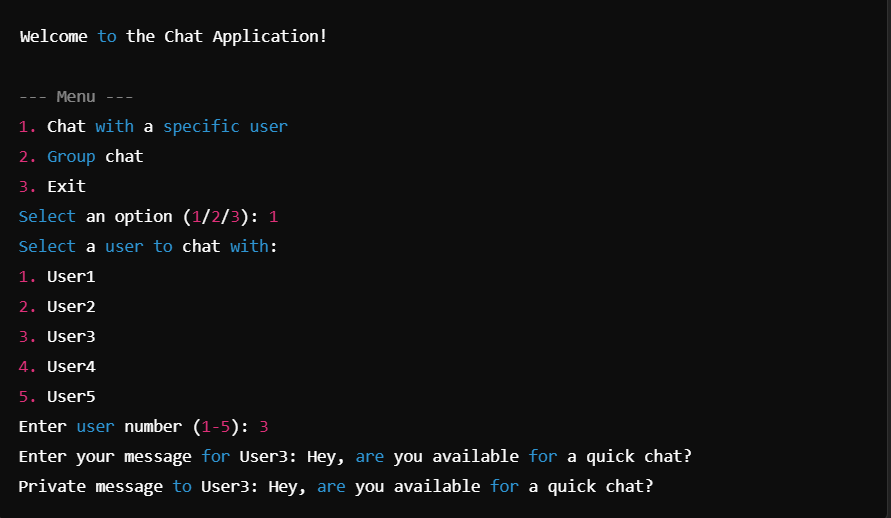 Welcome to the Chat Application!
--- Menu ---
1. Chat with a specific user
2. Group chat
3. Exit
Select an option (1/2/3): 1
Select a user to chat with:
1. User1
2. User2
3. User3
4. User4
5. User5
Enter user number (1-5): 3
Enter your message for User3: Hey, are you available for a quick chat?
Private message to User3: Hey, are you available for a quick chat?